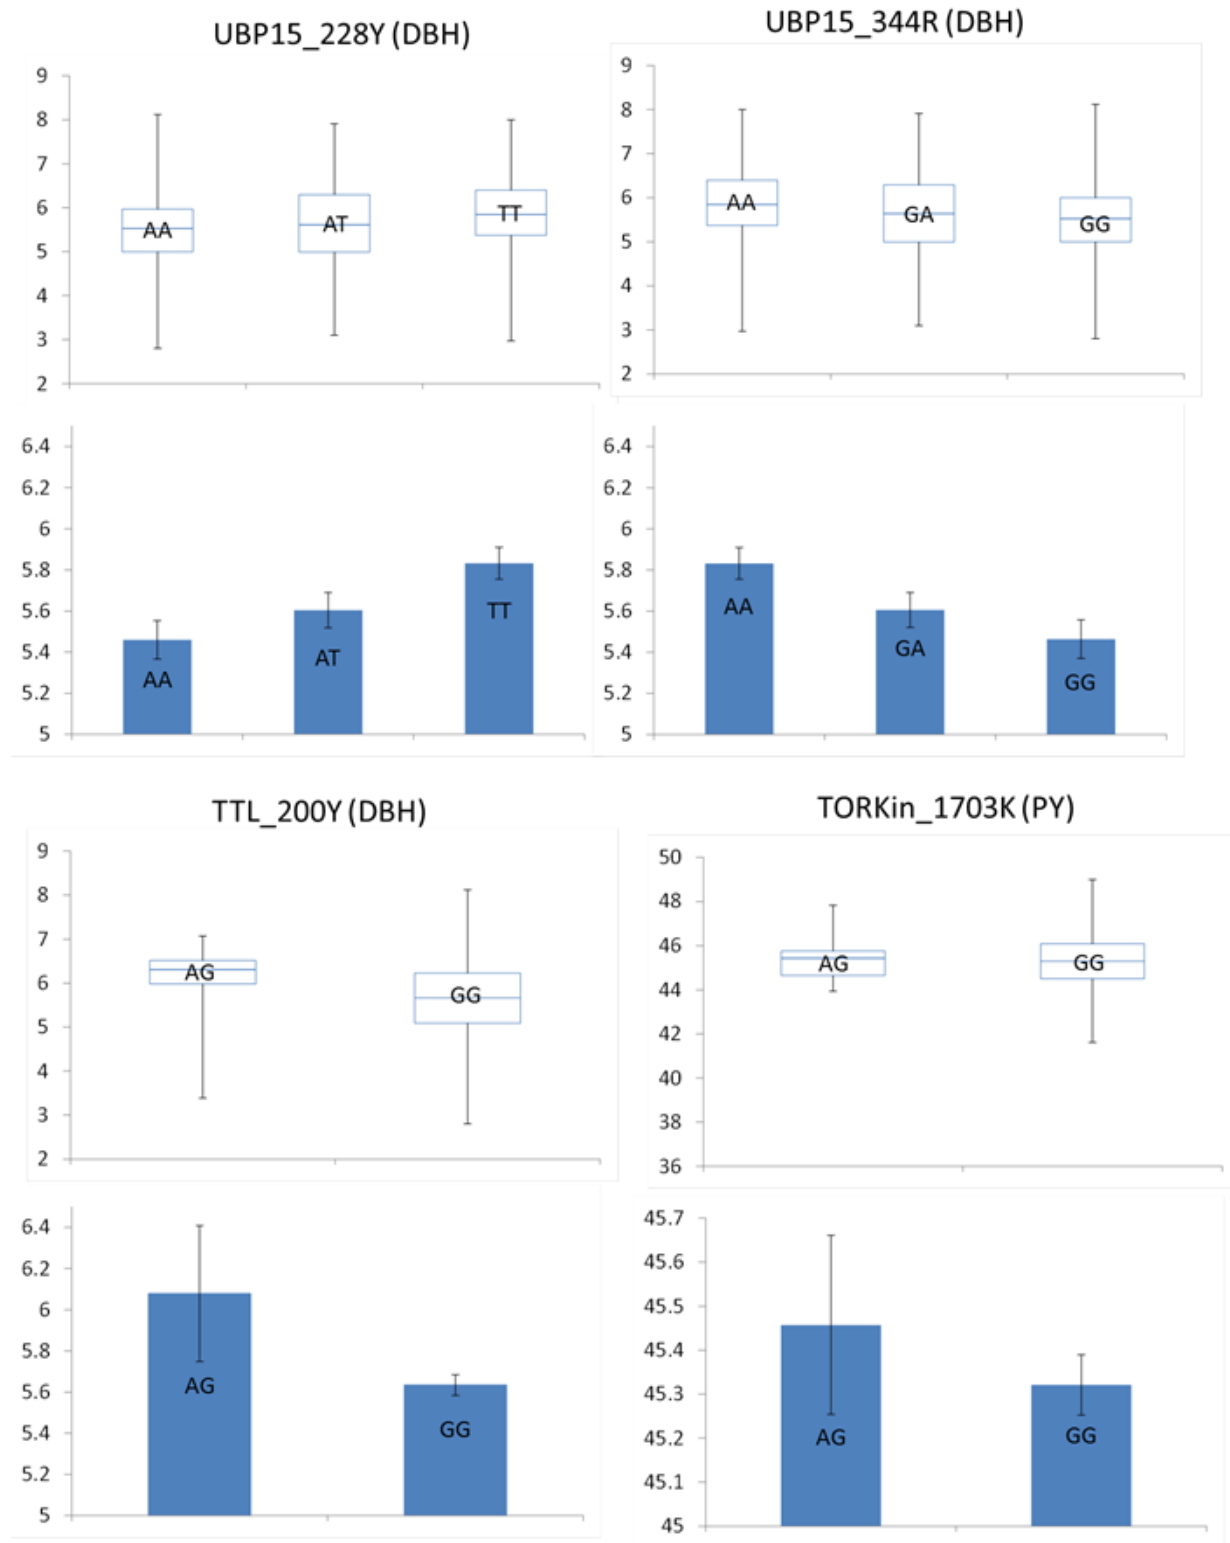 UBP15_228Y (DBH)
9
8
7
6
5
4
3
2
AA
AT
TT
UBP15_344R (DBH)
9
8
7
6
5
4
3
2
AA
GA
GG
6.4
6.2
6
5.8
5.6
5.4
5.2
5
AA
AT
TT
6.4
6.2
6
5.8
5.6
5.4
5.2
5
AA
GA
GG
TTL_200Y (DBH)
9
8
7
6
5
4
3
2
AG
GG
TORKin_1703K (PY)
50
48
46
44
42
40
38
36
AG
GG
6.4
6.2
6
5.8
5.6
5.4
5.2
5
AG
GG
45.7
45.6
45.5
45.4
45.3
45.2
45.1
45
AG
GG